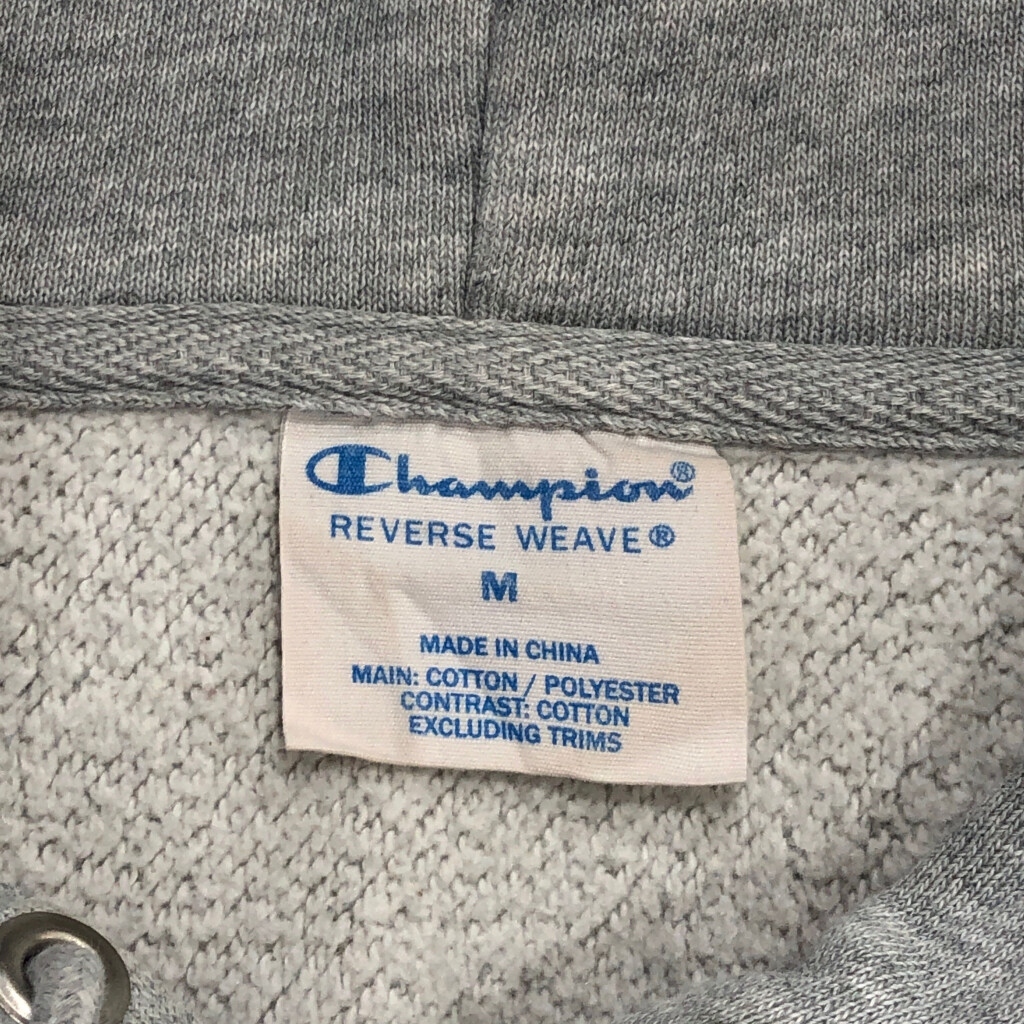 Champion®
REVERSE WEAVE®
M
MADE IN CHINA
MAIN: COTTON / POLYESTER
CONTRAST: COTTON
EXCLUDING TRIMS